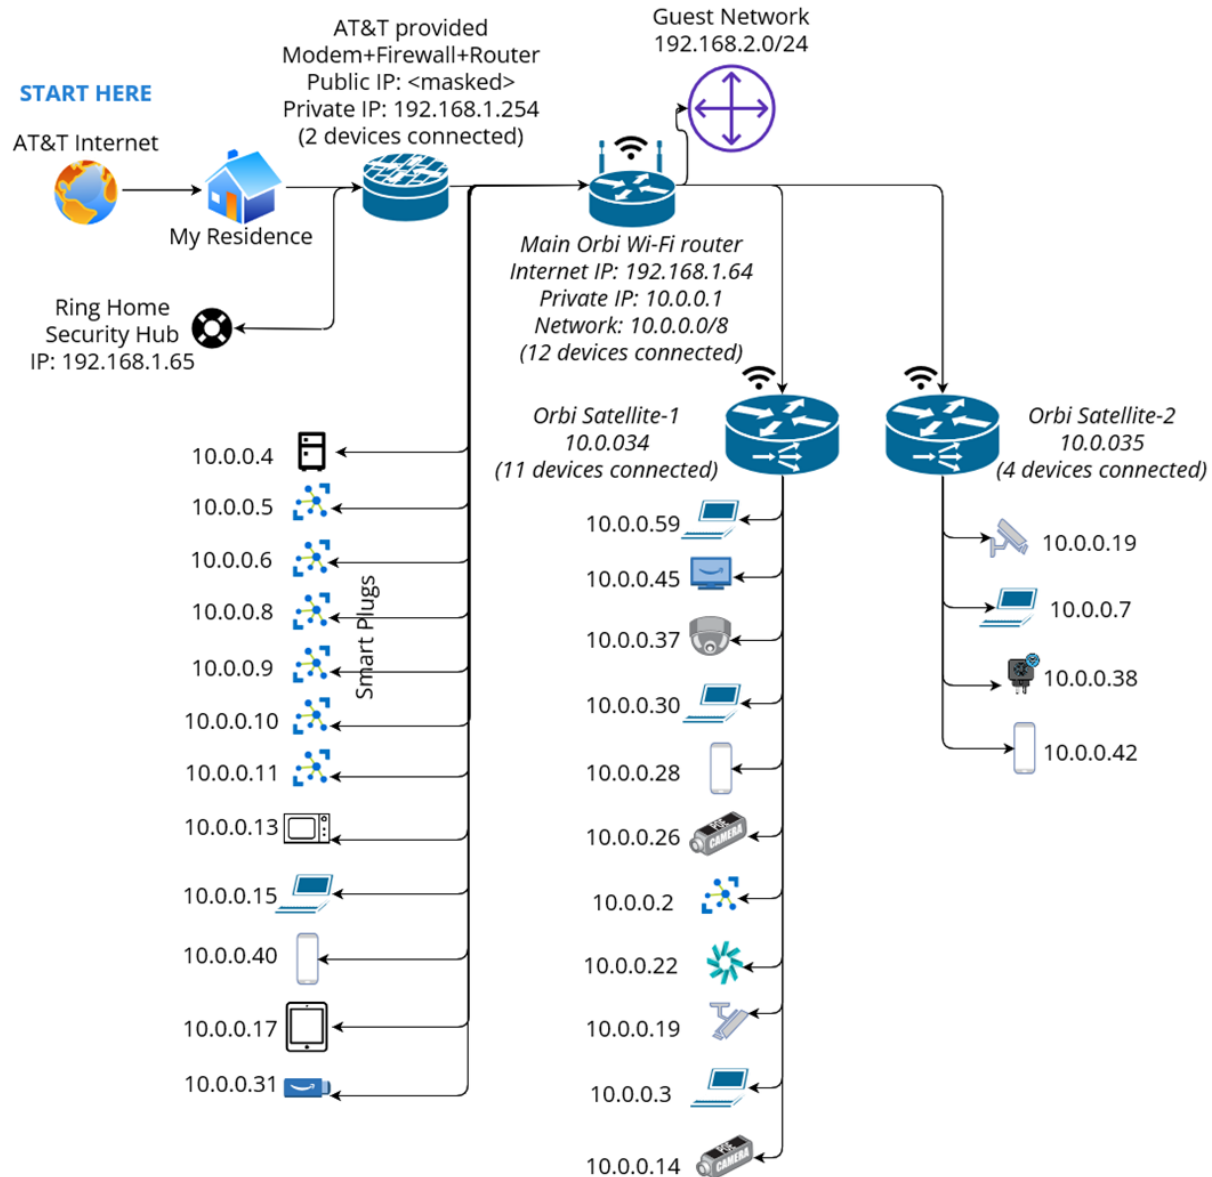 AT&T provided
Modem+Firewall+Router
Public IP: <masked>
Private IP: 192.168.1.254
(2 devices connected)
Guest Network
192.168.2.0/24
START HERE
AT&T Internet
My Residence
Main Orbi Wi-Fi router
Internet IP: 192.168.1.64
Private IP: 10.0.0.1
Network: 10.0.0.0/8
(12 devices connected)
Ring Home
Security Hub
IP: 192.168.1.65
Orbi Satellite-1
10.0.034
(11 devices connected)
Orbi Satellite-2
10.0.035
(4 devices connected)
10.0.0.4
10.0.0.5
10.0.0.6
10.0.0.8
10.0.0.9
10.0.0.10
10.0.0.11
Smart Plugs
10.0.0.13
10.0.0.15
10.0.0.40
10.0.0.17
10.0.0.31
10.0.0.59
10.0.0.45
10.0.0.37
10.0.0.30
10.0.0.28
10.0.0.26
POE
CAMERA
10.0.0.2
10.0.0.22
10.0.0.19
10.0.0.3
10.0.0.14
POE
CAMERA
10.0.0.19
10.0.0.7
10.0.0.38
10.0.0.42